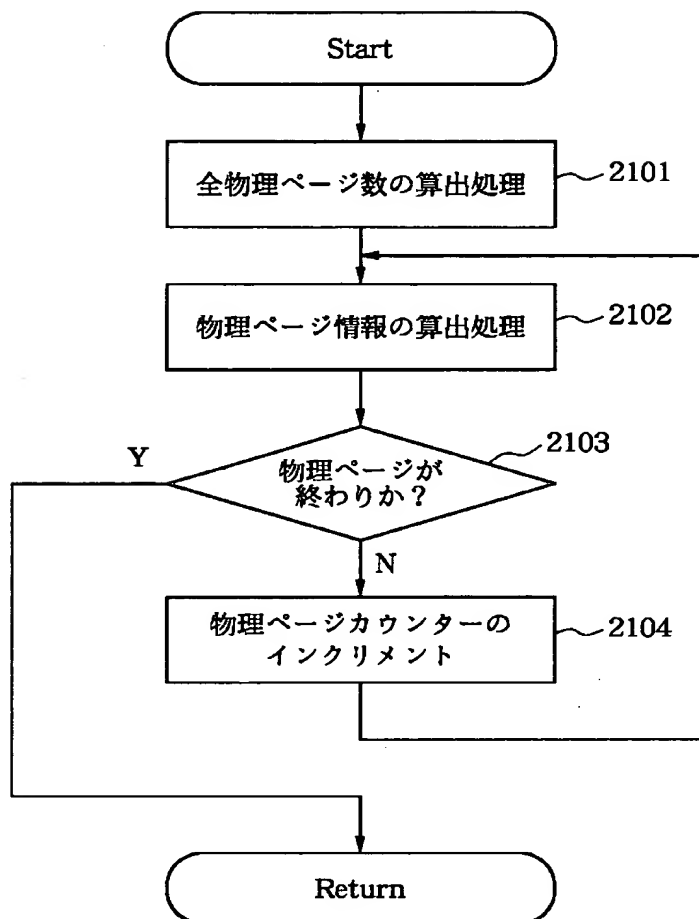 Start
全物理ページ数の算出処理
2101
物理ページ情報の算出処理
2102
2103
Y
物理ページが
終わりか？
N
物理ページカウンターの
インクリメント
2104
Return